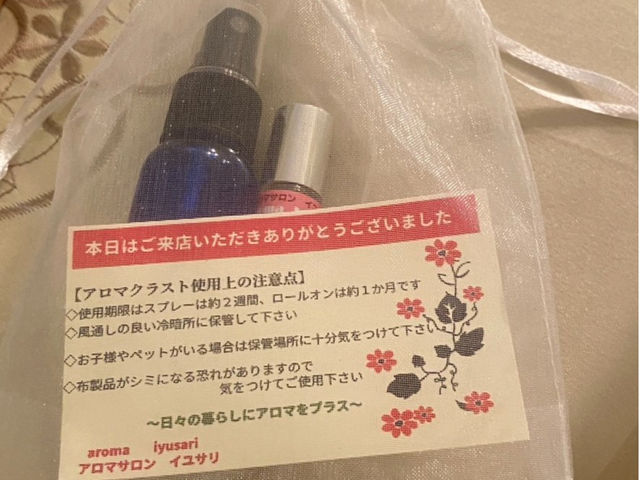 マサロン
本日はご来店いただきありがとうございました
【アロマクラスト使用上の注意点】
◇使用期限はスプレーは約２週間、ロールオンは約１か月です
◇風通しの良い冷暗所に保管して下さい
◇お子様やペットがいる場合は保管場所に十分気をつけて下さい
◇布製品がシミになる恐れがありますので
気をつけてご使用下さい
～日々の暮らしにアロマをプラス～
aroma iyusari
アロマサロン イユサリ